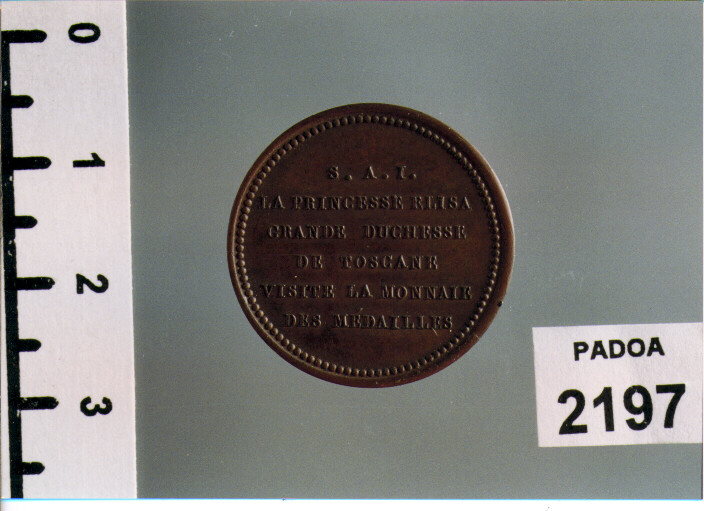 0
1
2
3
S. A. I.
LA PRINCESSE ELISA
GRANDE DUCHESSE
DE TOSCANE
VISITE LA MONNAIE
DES MÉDAILLES
PADOA
2197